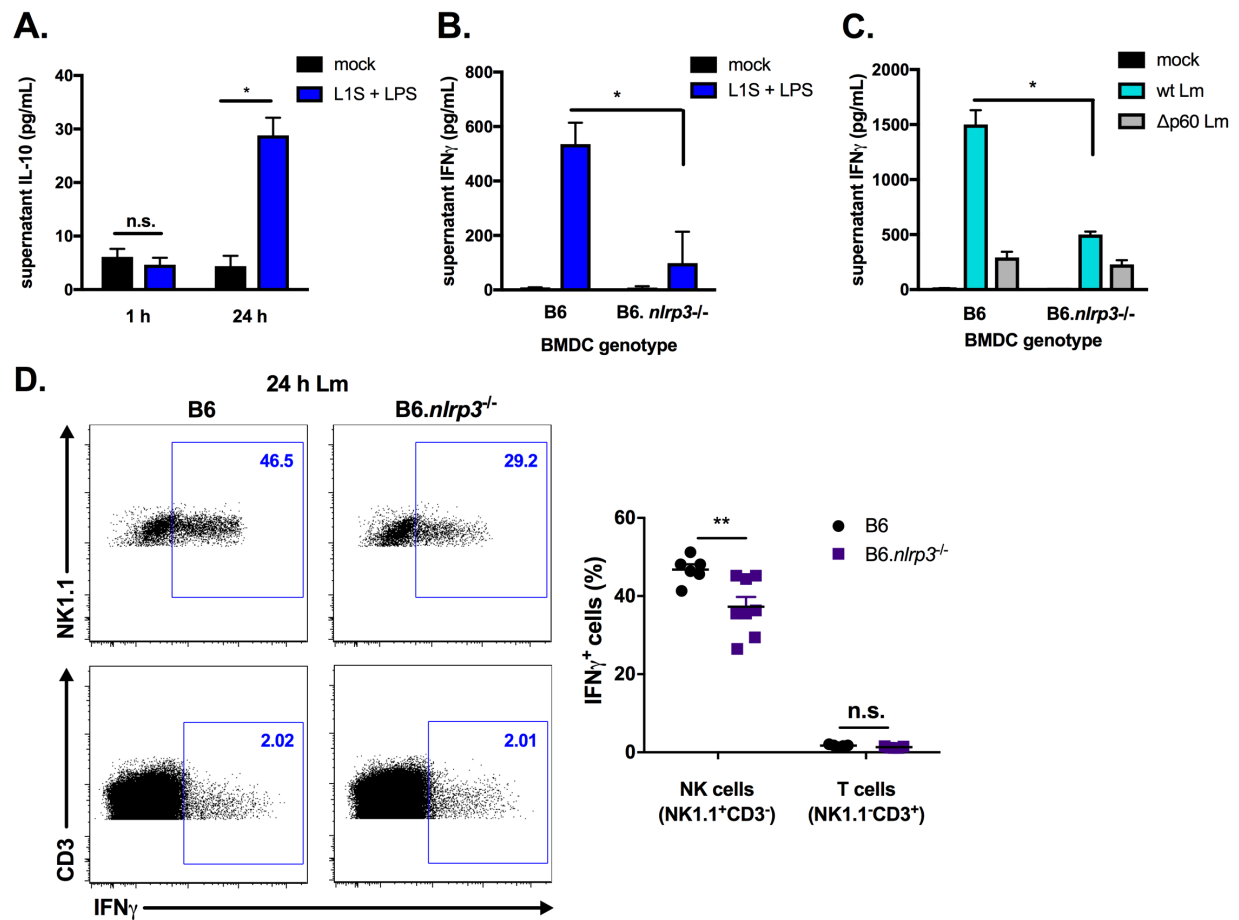 A.
mock
L1S + LPS
supernatant IL-10 (pg/mL)
40
30
20
10
0
n.s.
*
1 h
24 h
B.
mock
L1S + LPS
supernatant IFNγ (pg/mL)
800
600
400
200
0
*
B6
B6. nlrp3-/-
BMDC genotype
C.
mock
wt Lm
Δp60 Lm
supernatant IFNγ (pg/mL)
2000
1500
1000
500
0
*
B6
B6.nlrp3-/-
BMDC genotype
D.
24 h Lm
B6
B6.nlrp3-/-
NK1.1
46.5
29.2
CD3
2.02
2.01
IFNγ
IFNγ+ cells (%)
60
40
20
0
**
n.s.
B6
B6.nlrp3-/-
NK cells
(NK1.1+CD3-)
T cells
(NK1.1-CD3+)